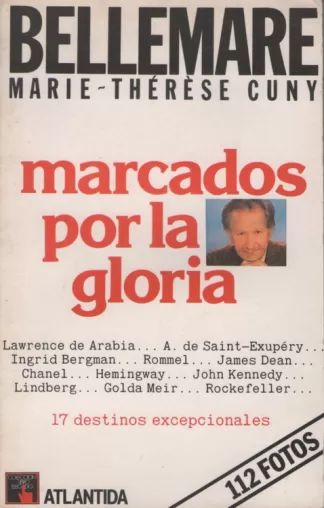 BELLEMARE
MARIE-THÉRÈSE CUNY
marcados
por la
gloria
Lawrence de Arabia... A. de Saint-Exupéry...
Ingrid Bergman... Rommel... James Dean...
Chanel... Hemingway... John Kennedy...
Lindberg... Golda Meir... Rockefeller...
17 destinos excepcionales
112 FOTOS
ATLANTIDA